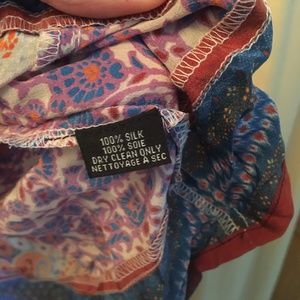 100% SILK
100% SOIE
DRY CLEAN ONLY
NETTOYAGE À SEC